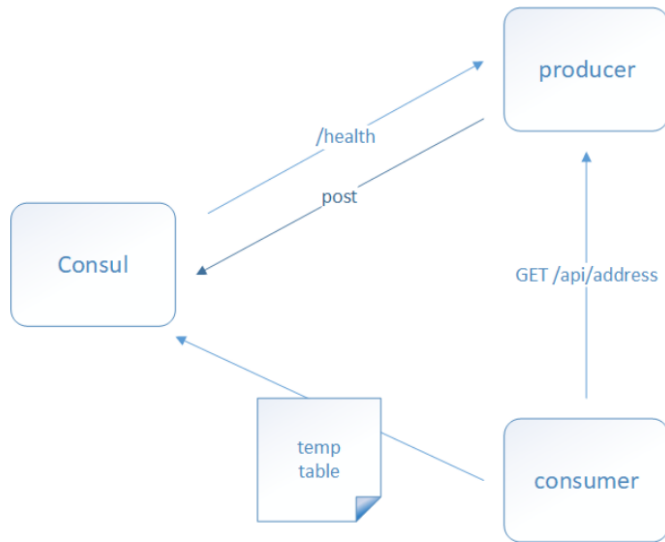 producer
/health
post
Consul
GET /api/address
temp
table
consumer